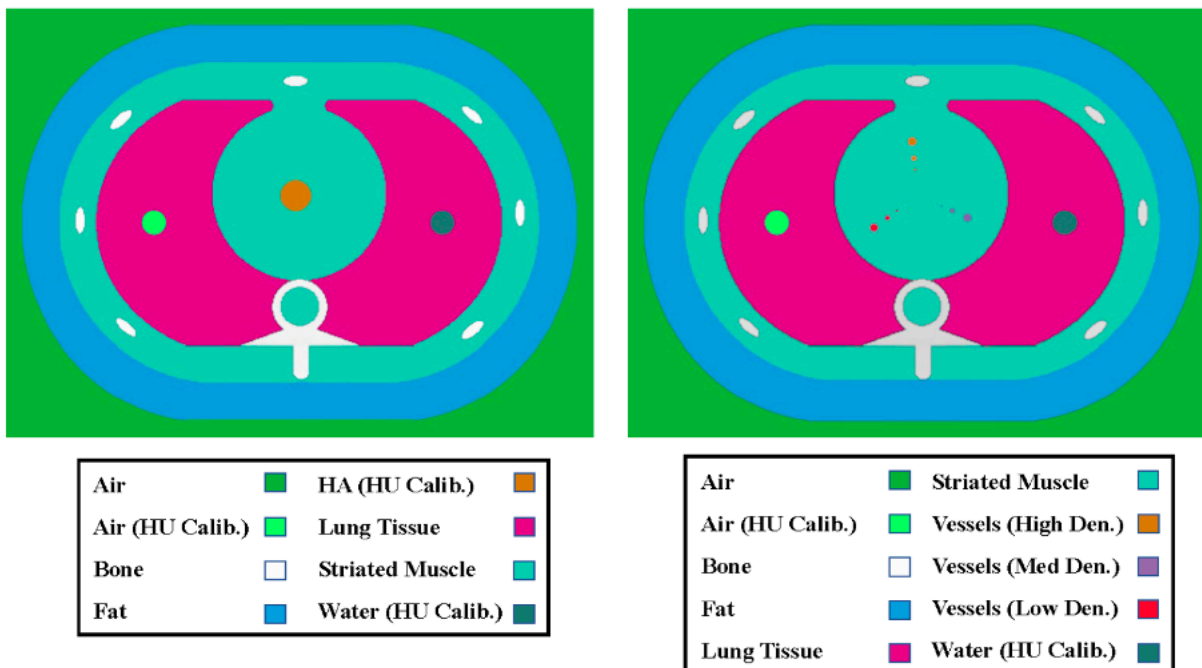 Air HA (HU Calib.)
Air (HU Calib.) Lung Tissue
Bone Striated Muscle
Fat Water (HU Calib.)
Air Striated Muscle
Air (HU Calib.) Vessels (High Den.)
Bone Vessels (Med Den.)
Fat Vessels (Low Den.)
Lung Tissue Water (HU Calib.)